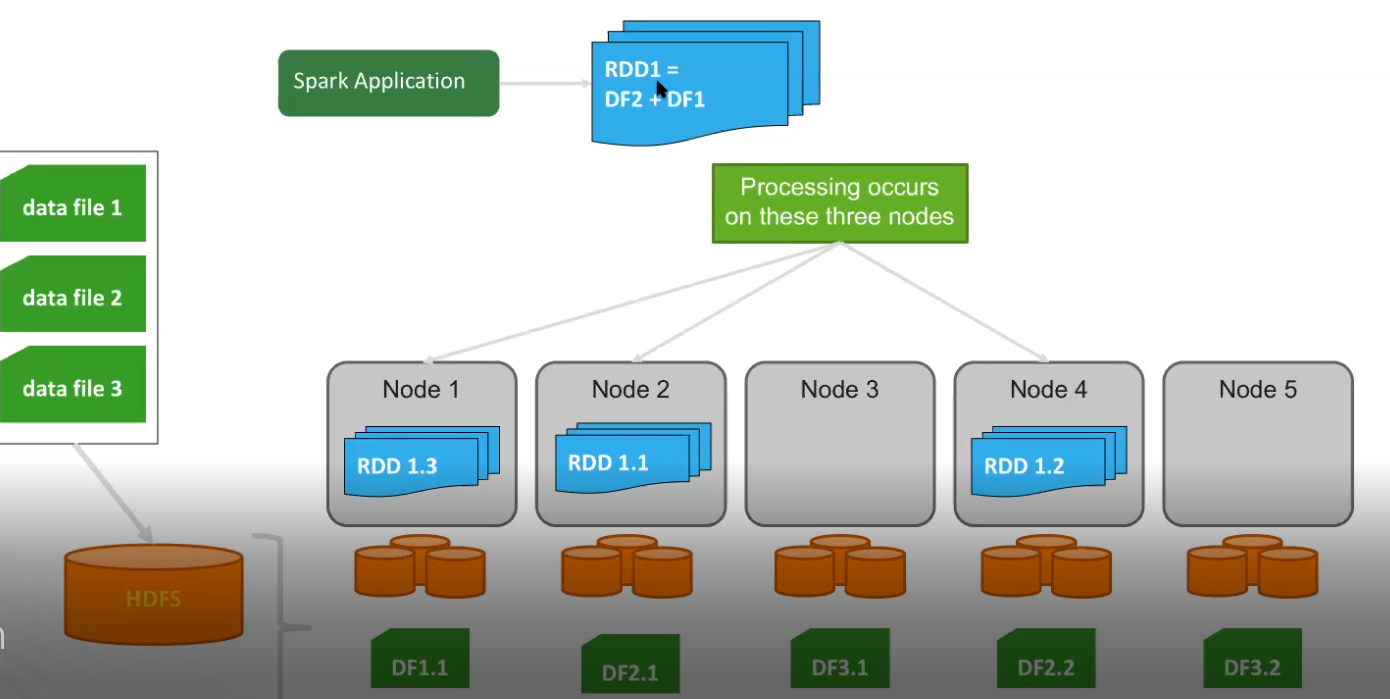 Spark Application
RDD1 =
DF2 + DF1
Processing occurs
on these three nodes
data file 1
data file 2
data file 3
HDFS
Node 1
Node 2
Node 3
Node 4
Node 5
RDD 1.3
RDD 1.1
RDD 1.2
DF1.1
DF2.1
DF3.1
DF2.2
DF3.2